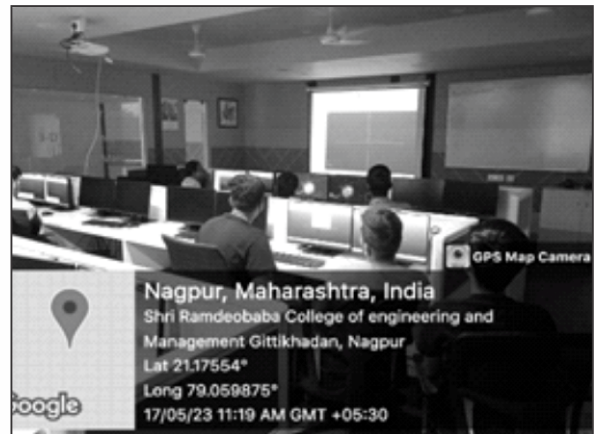 GPS Map Camera
Nagpur, Maharashtra, India
Shri Ramdeobaba College of engineering and
Management Gittikhadan, Nagpur
Lat 21.17554°
Long 79.059875°
17/05/23 11:19 AM GMT +05:30
Google